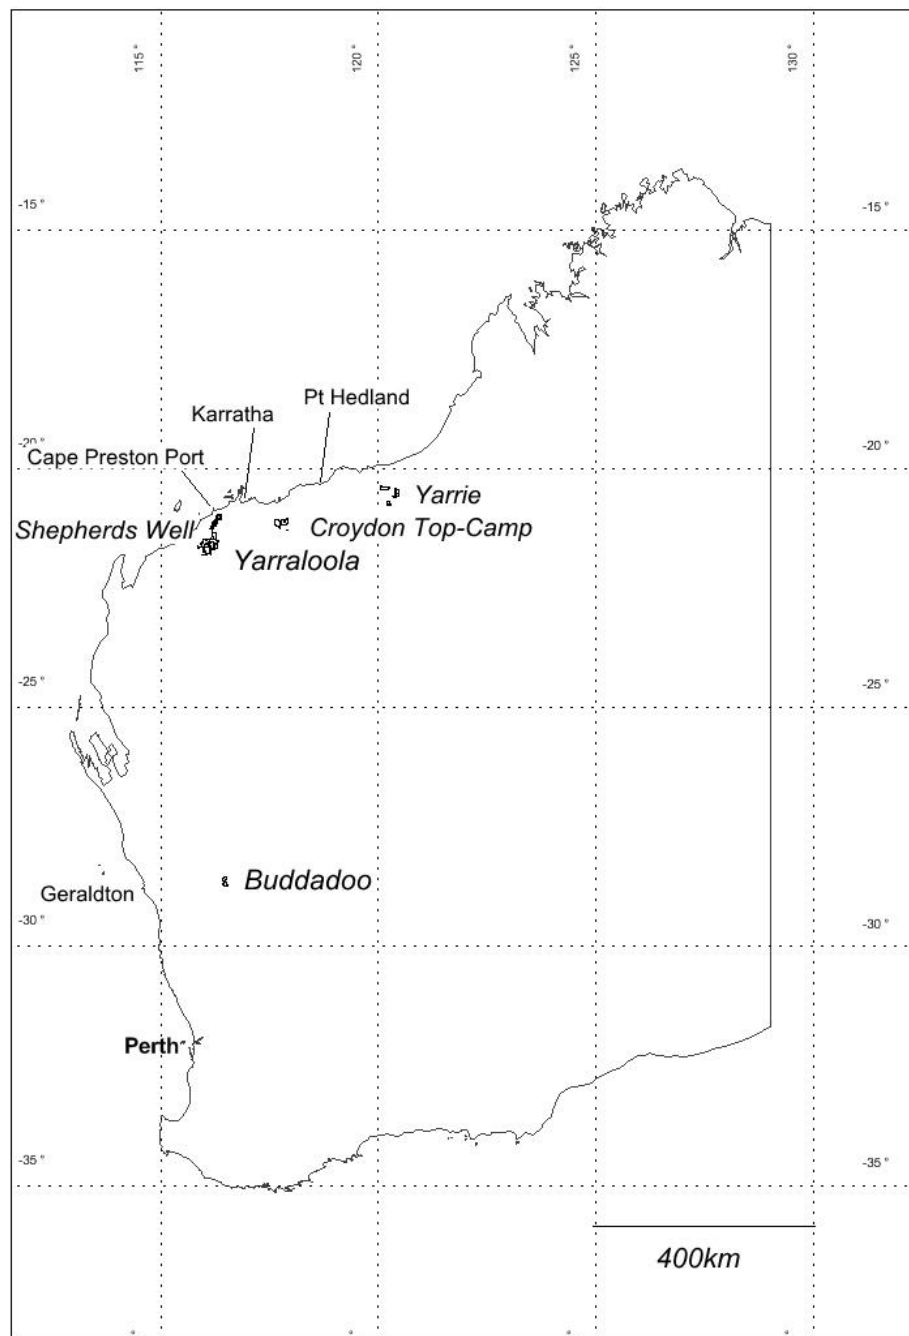 115° 120° 125° 130°
-15° -15°
Pt Hedland
Karratha
-20° -20°
Cape Preston Port
Yarrie
Shepherds Well
Croydon Top-Camp
Yarraloola
-25° -25°
Buddadoo
Geraldton
-30° -30°
Perth
-35° -35°
400km